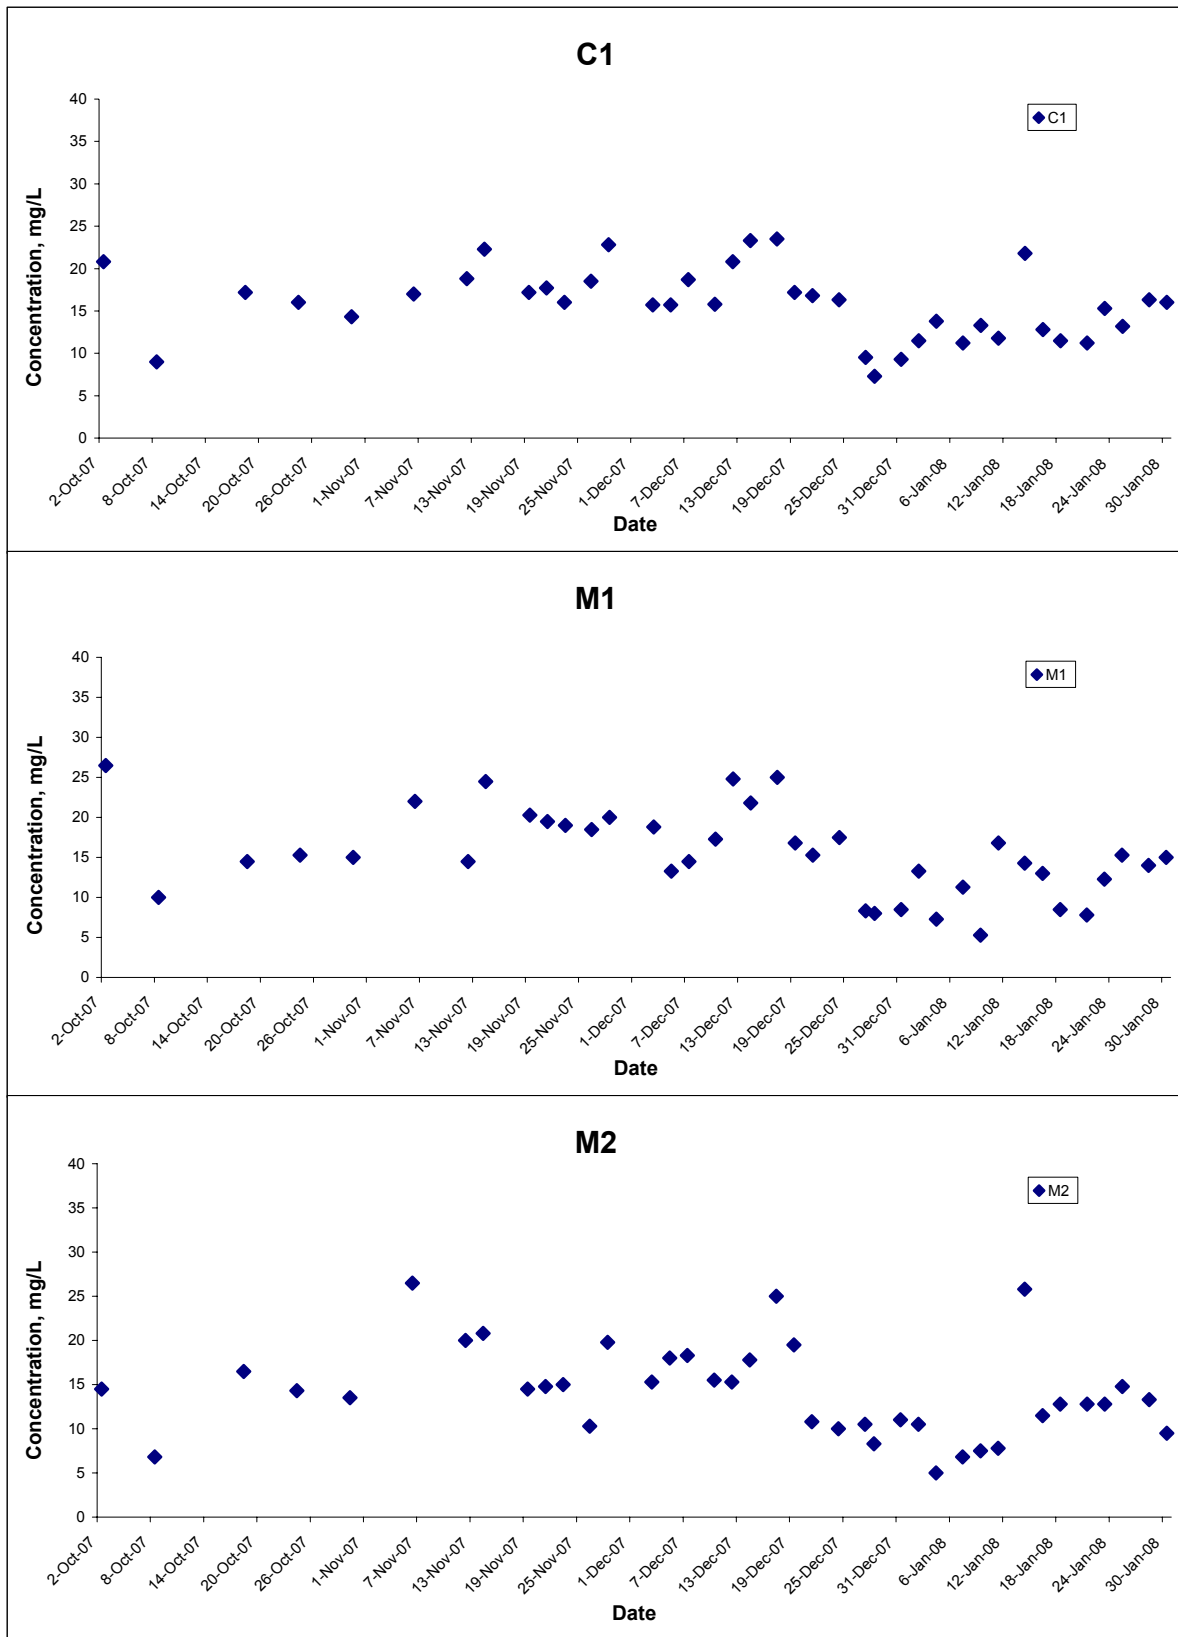 C1
40
35
30
25
20
15
10
5
0
Concentration, mg/L
C1
2-Oct-07 8-Oct-07 14-Oct-07 20-Oct-07 26-Oct-07 1-Nov-07 7-Nov-07 13-Nov-07 19-Nov-07 25-Nov-07 1-Dec-07 7-Dec-07 13-Dec-07 19-Dec-07 25-Dec-07 31-Dec-07 6-Jan-08 12-Jan-08 18-Jan-08 24-Jan-08 30-Jan-08
Date
M1
40
35
30
25
20
15
10
5
0
Concentration, mg/L
M1
2-Oct-07 8-Oct-07 14-Oct-07 20-Oct-07 26-Oct-07 1-Nov-07 7-Nov-07 13-Nov-07 19-Nov-07 25-Nov-07 1-Dec-07 7-Dec-07 13-Dec-07 19-Dec-07 25-Dec-07 31-Dec-07 6-Jan-08 12-Jan-08 18-Jan-08 24-Jan-08 30-Jan-08
Date
M2
40
35
30
25
20
15
10
5
0
Concentration, mg/L
M2
2-Oct-07 8-Oct-07 14-Oct-07 20-Oct-07 26-Oct-07 1-Nov-07 7-Nov-07 13-Nov-07 19-Nov-07 25-Nov-07 1-Dec-07 7-Dec-07 13-Dec-07 19-Dec-07 25-Dec-07 31-Dec-07 6-Jan-08 12-Jan-08 18-Jan-08 24-Jan-08 30-Jan-08
Date